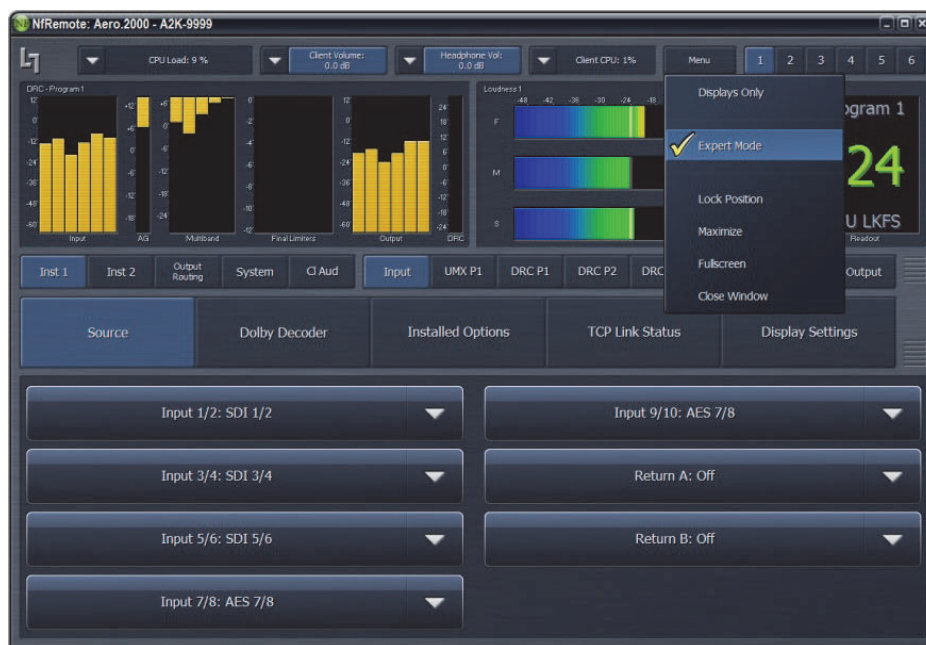 NfRemote: Aero.2000 - A2K-9999
CPU Load: 9 %
Client Volume:
0.0 dB
Headphone Vol:
0.0 dB
Client CPU: 1%
Menu
1 2 3 4 5 6
DRC - Program 1
Loudness 1
-48 -42 -36 -30 -24 -18
F
M
S
Input
AG
Multiband
Final Limiters
Output
DRC
ogram 1
24
U LKFS
Readout
Displays Only
Expert Mode
Lock Position
Maximize
Fullscreen
Close Window
Inst 1
Inst 2
Output
Routing
System
Cl Aud
Input
UMX P1
DRC P1
DRC P2
DRC
Output
Source
Dolby Decoder
Installed Options
TCP Link Status
Display Settings
Input 1/2: SDI 1/2
Input 9/10: AES 7/8
Input 3/4: SDI 3/4
Return A: Off
Input 5/6: SDI 5/6
Return B: Off
Input 7/8: AES 7/8